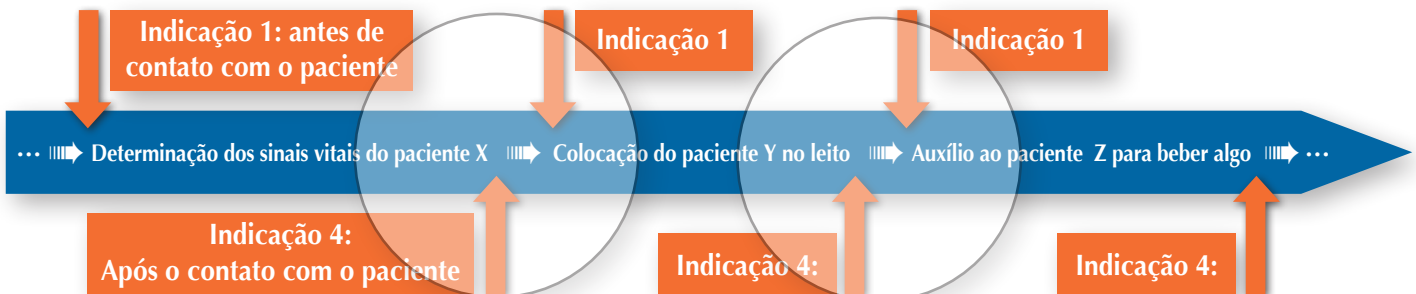 Indicação 1: antes de
contato com o paciente
Indicação 1
Indicação 1
... Determinação dos sinais vitais do paciente X Colocação do paciente Y no leito Auxílio ao paciente Z para beber algo ...
Indicação 4:
Após o contato com o paciente
Indicação 4:
Indicação 4: